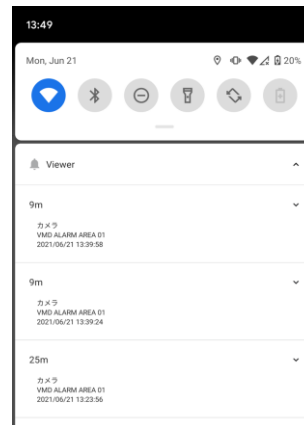 13:49
Mon, Jun 21
20%
Viewer
9m
カメラ
VMD ALARM AREA 01
2021/06/21 13:39:58
9m
カメラ
VMD ALARM AREA 01
2021/06/21 13:39:24
25m
カメラ
VMD ALARM AREA 01
2021/06/21 13:23:56